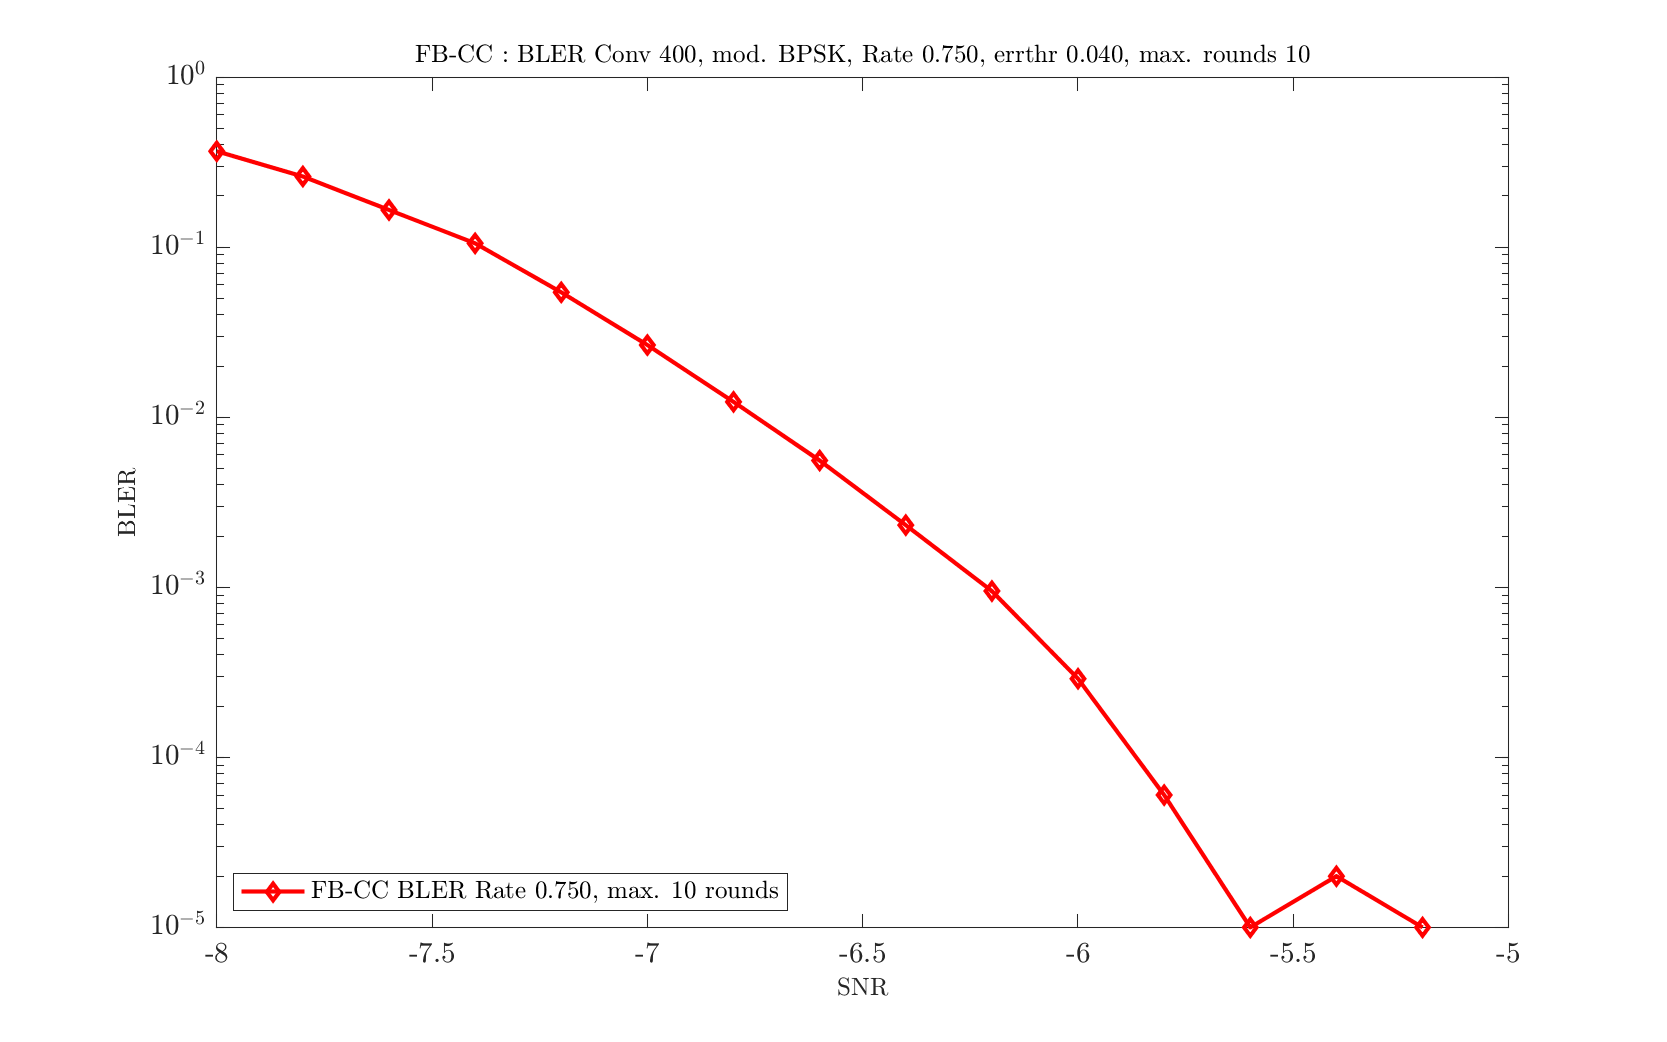 FB-CC : BLER Conv 400, mod. BPSK, Rate 0.750, errthr 0.040, max. rounds 10
10^0
10^{-1}
10^{-2}
10^{-3}
10^{-4}
10^{-5}
BLER
FB-CC BLER Rate 0.750, max. 10 rounds
-8 -7.5 -7 -6.5 -6 -5.5 -5
SNR